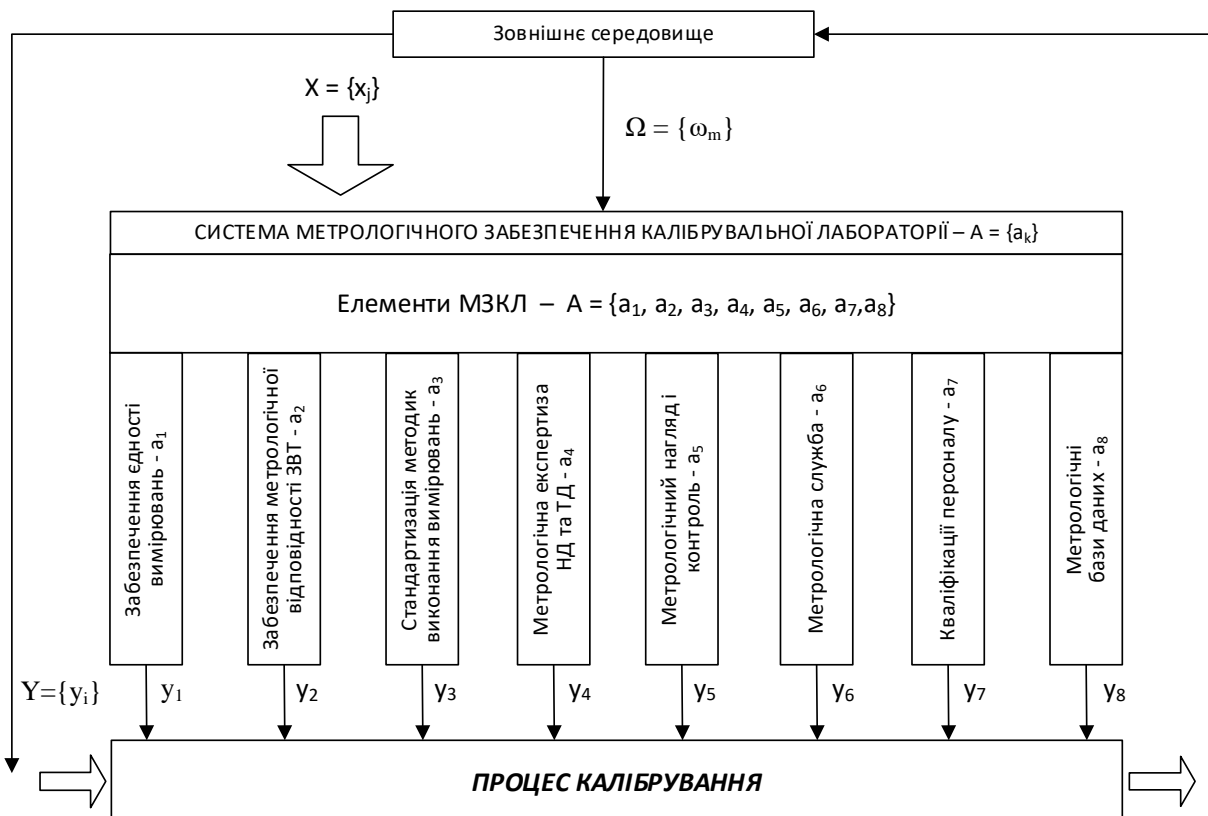 Зовнішнє середовище
X = {xj}
Ω = {ωm}
СИСТЕМА МЕТРОЛОГІЧНОГО ЗАБЕЗПЕЧЕННЯ КАЛІБРУВАЛЬНОЇ ЛАБОРАТОРІЇ – A = {ak}
Елементи МЗКЛ – A = {a1, a2, a3, a4, a5, a6, a7,a8}
Забезпечення єдності
вимірювань - a1
Забезпечення метрологічної
відповідності ЗВТ - a2
Стандартизація методик
виконання вимірювань - a3
Метрологічна експертиза
НД та ТД - a4
Метрологічний нагляд і
контроль - a5
Метрологічна служба - a6
Кваліфікації персоналу - a7
Метрологічні
бази даних - a8
Y={yi}
y1
y2
y3
y4
y5
y6
y7
y8
ПРОЦЕС КАЛІБРУВАННЯ